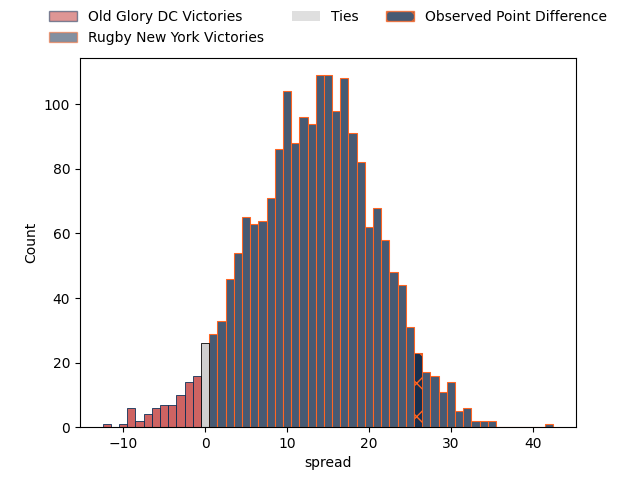 Old Glory DC Victories
Ties
Observed Point Difference
Rugby New York Victories
Count
100
80
60
40
20
0
−10
0
10
20
30
40
spread